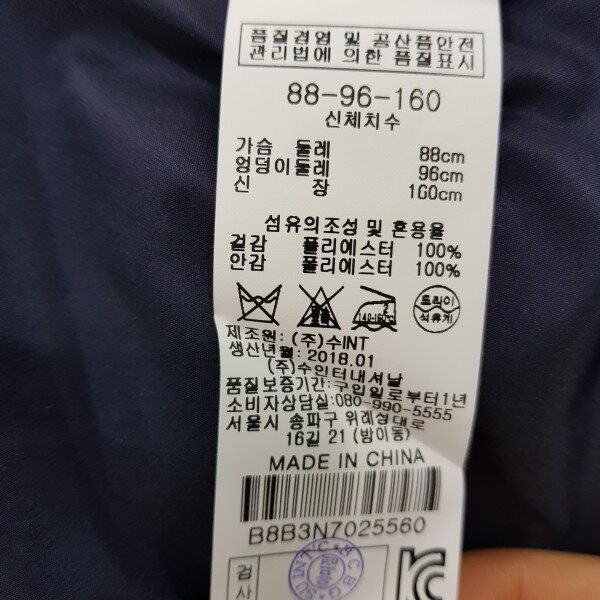 품질경영 및 공산품안전
관리법에 의한 품질표시
88-96-160
신체치수
가슴 둘레 88cm
엉덩이둘레 96cm
신 장 160cm
섬유의조성 및 혼용율
겉감 폴리에스터 100%
안감 폴리에스터 100%
2
140-160℃
드라이
석유계
제조원: (주)수INT
생산년월: 2018.01
(주)수인터내셔날
품질보증기간: 구입일로부터1년
소비자상담실: 080-990-5555
서울시 송파구 위례성대로
16길 21 (방이동)
MADE IN CHINA
B8B3N7025560
검
사